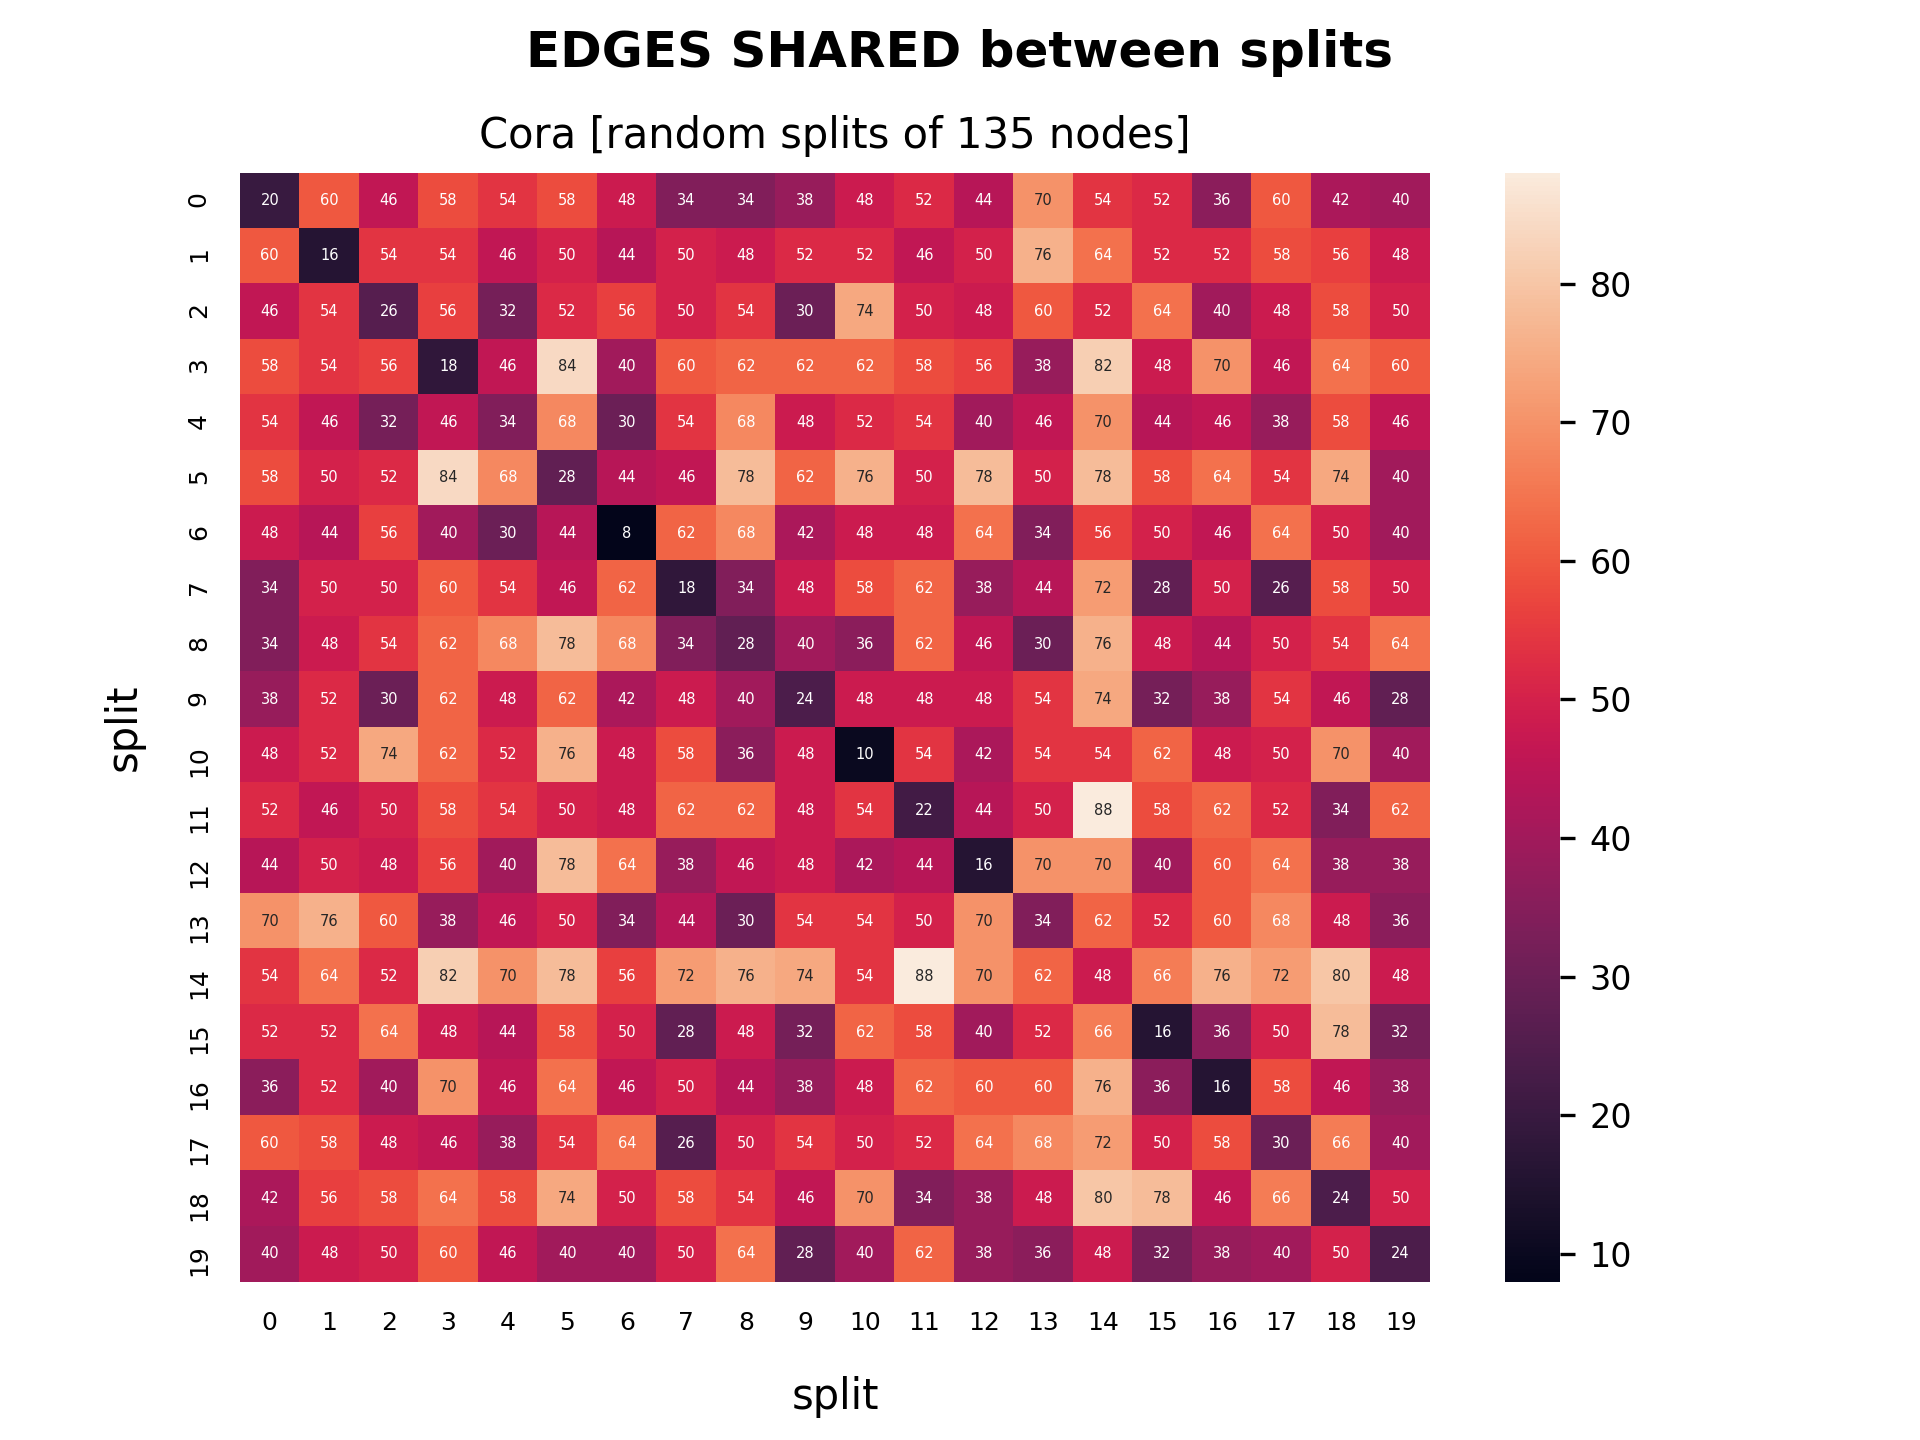 EDGES SHARED between splits
Cora [random splits of 135 nodes]
0 20 60 46 58 54 58 48 34 34 38 48 52 44 70 54 52 36 60 42 40
1 60 16 54 54 46 50 44 50 48 52 52 46 50 76 64 52 52 58 56 48
2 46 54 26 56 32 52 56 50 54 30 74 50 48 60 52 64 40 48 58 50
3 58 54 56 18 46 84 40 60 62 62 62 58 56 38 82 48 70 46 64 60
4 54 46 32 46 34 68 30 54 68 48 52 54 40 46 70 44 46 38 58 46
5 58 50 52 84 68 28 44 46 78 62 76 50 78 50 78 58 64 54 74 40
6 48 44 56 40 30 44 8 62 68 42 48 48 64 34 56 50 46 64 50 40
7 34 50 50 60 54 46 62 18 34 48 58 62 38 44 72 28 50 26 58 50
8 34 48 54 62 68 78 68 34 28 40 36 62 46 30 76 48 44 50 54 64
9 38 52 30 62 48 62 42 48 40 24 48 48 48 54 74 32 38 54 46 28
10 48 52 74 62 52 76 48 58 36 48 10 54 42 54 54 62 48 50 70 40
11 52 46 50 58 54 50 48 62 62 48 54 22 44 50 88 58 62 52 34 62
12 44 50 48 56 40 78 64 38 46 48 42 44 16 70 70 40 60 64 38 38
13 70 76 60 38 46 50 34 44 30 54 54 50 70 34 62 52 60 68 48 36
14 54 64 52 82 70 78 56 72 76 74 54 88 70 62 48 66 76 72 80 48
15 52 52 64 48 44 58 50 28 48 32 62 58 40 52 66 16 36 50 78 32
16 36 52 40 70 46 64 46 50 44 38 48 62 60 60 76 36 16 58 46 38
17 60 58 48 46 38 54 64 26 50 54 50 52 64 68 72 50 58 30 66 40
18 42 56 58 64 58 74 50 58 54 46 70 34 38 48 80 78 46 66 24 50
19 40 48 50 60 46 40 40 50 64 28 40 62 38 36 48 32 38 40 50 24
0 1 2 3 4 5 6 7 8 9 10 11 12 13 14 15 16 17 18 19
split
split
80
70
60
50
40
30
20
10